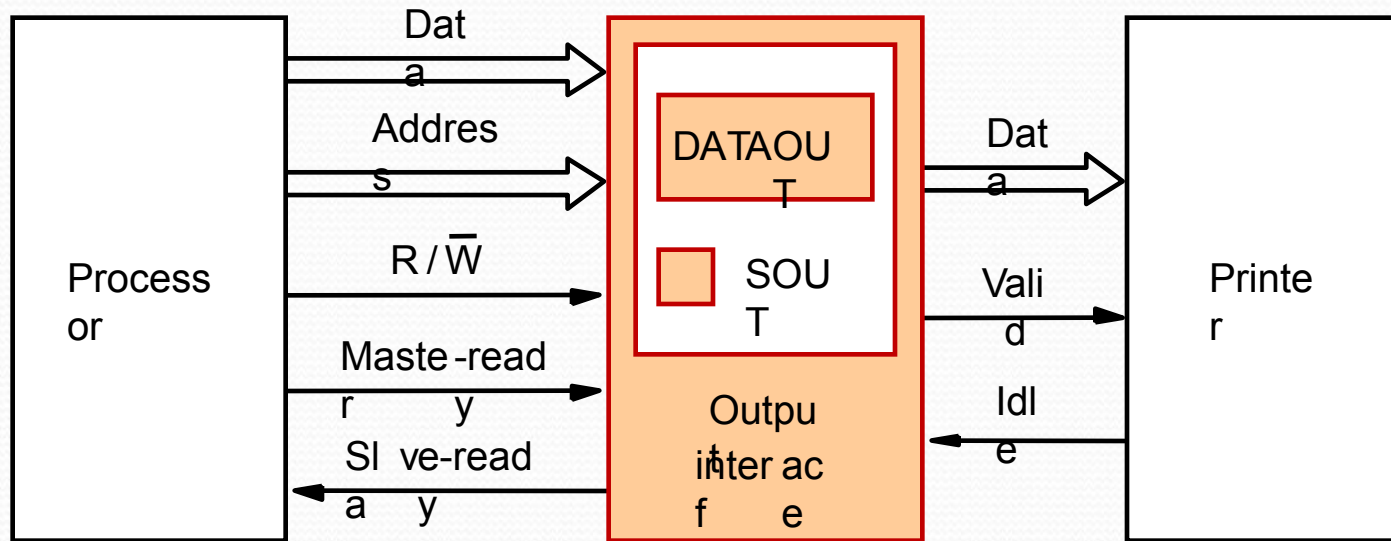 Dat
a
Addres
s
R / W̅
Maste -read
r y
Sl ve-read
a y
Process
or
DATAOU
T
SOU
T
Outpu
t
inter ac
f e
Dat
a
Vali
d
Idl
e
Printe
r